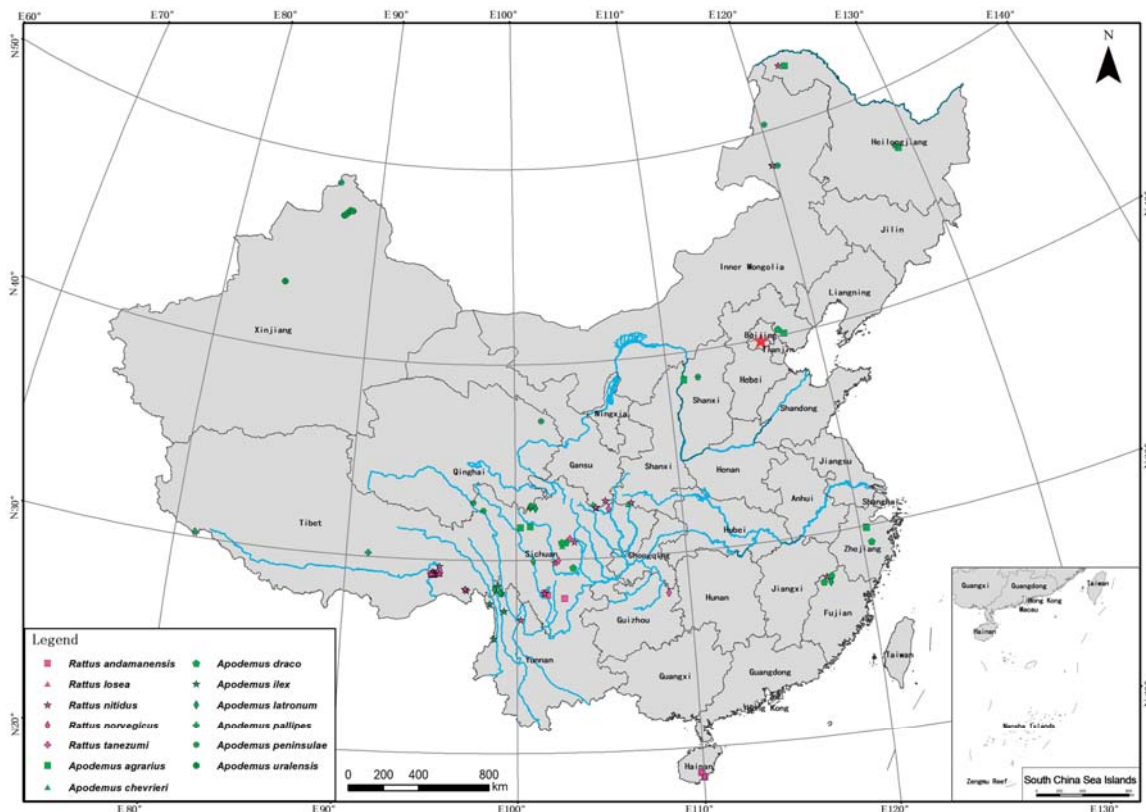 E60° E70° E80° E90° E100° E110° E120° E130° E140°
N50°
N
Heilongjiang
Jilin
N40°
Inner Mongolia
Liangning
Xinjiang
Beijing
Tianjin
Hebei
Shanxi
Shandong
Ningxia
Qinghai
Gansu
Shanxi
Henan
Jiangsu
N30°
Anhui
Shanghai
Tibet
Hubei
Sichuan
Chongqing
Zhejiang
Hunan
Jiangxi
Guizhou
Fujian
Yunnan
Taiwan
Guangxi
Guangdong
Hong Kong
N20°
Hainan
Legend
Rattus andamanensis
Rattus losea
Rattus nitidus
Rattus norvegicus
Rattus tanezumi
Apodemus agrarius
Apodemus chevrieri
Apodemus draco
Apodemus ilex
Apodemus latronum
Apodemus pallipes
Apodemus peninsulae
Apodemus uralensis
0 200 400 800
km
Guangxi
Guangdong
Taiwan
Hong Kong
Macau
Hainan
Nansha Islands
Zengmu Reef
South China Sea Islands
E80° E90° E100° E110° E120° E130°